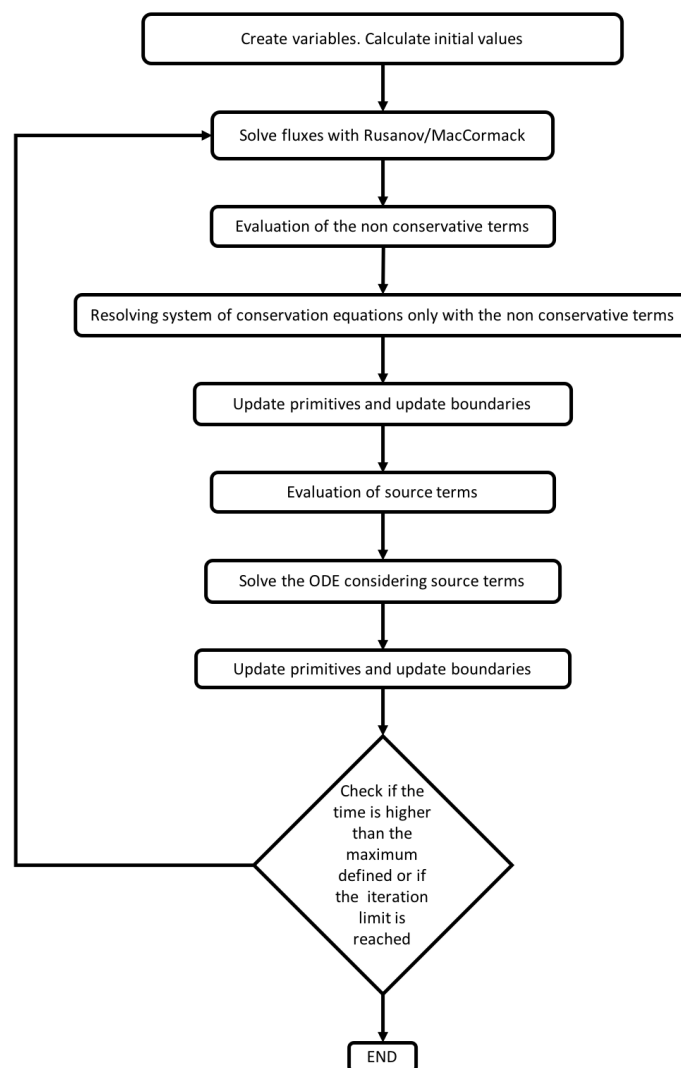 Create variables. Calculate initial values
Solve fluxes with Rusanov/MacCormack
Evaluation of the non conservative terms
Resolving system of conservation equations only with the non conservative terms
Update primitives and update boundaries
Evaluation of source terms
Solve the ODE considering source terms
Update primitives and update boundaries
Check if the
time is higher
than the
maximum
defined or if
the iteration
limit is
reached
END